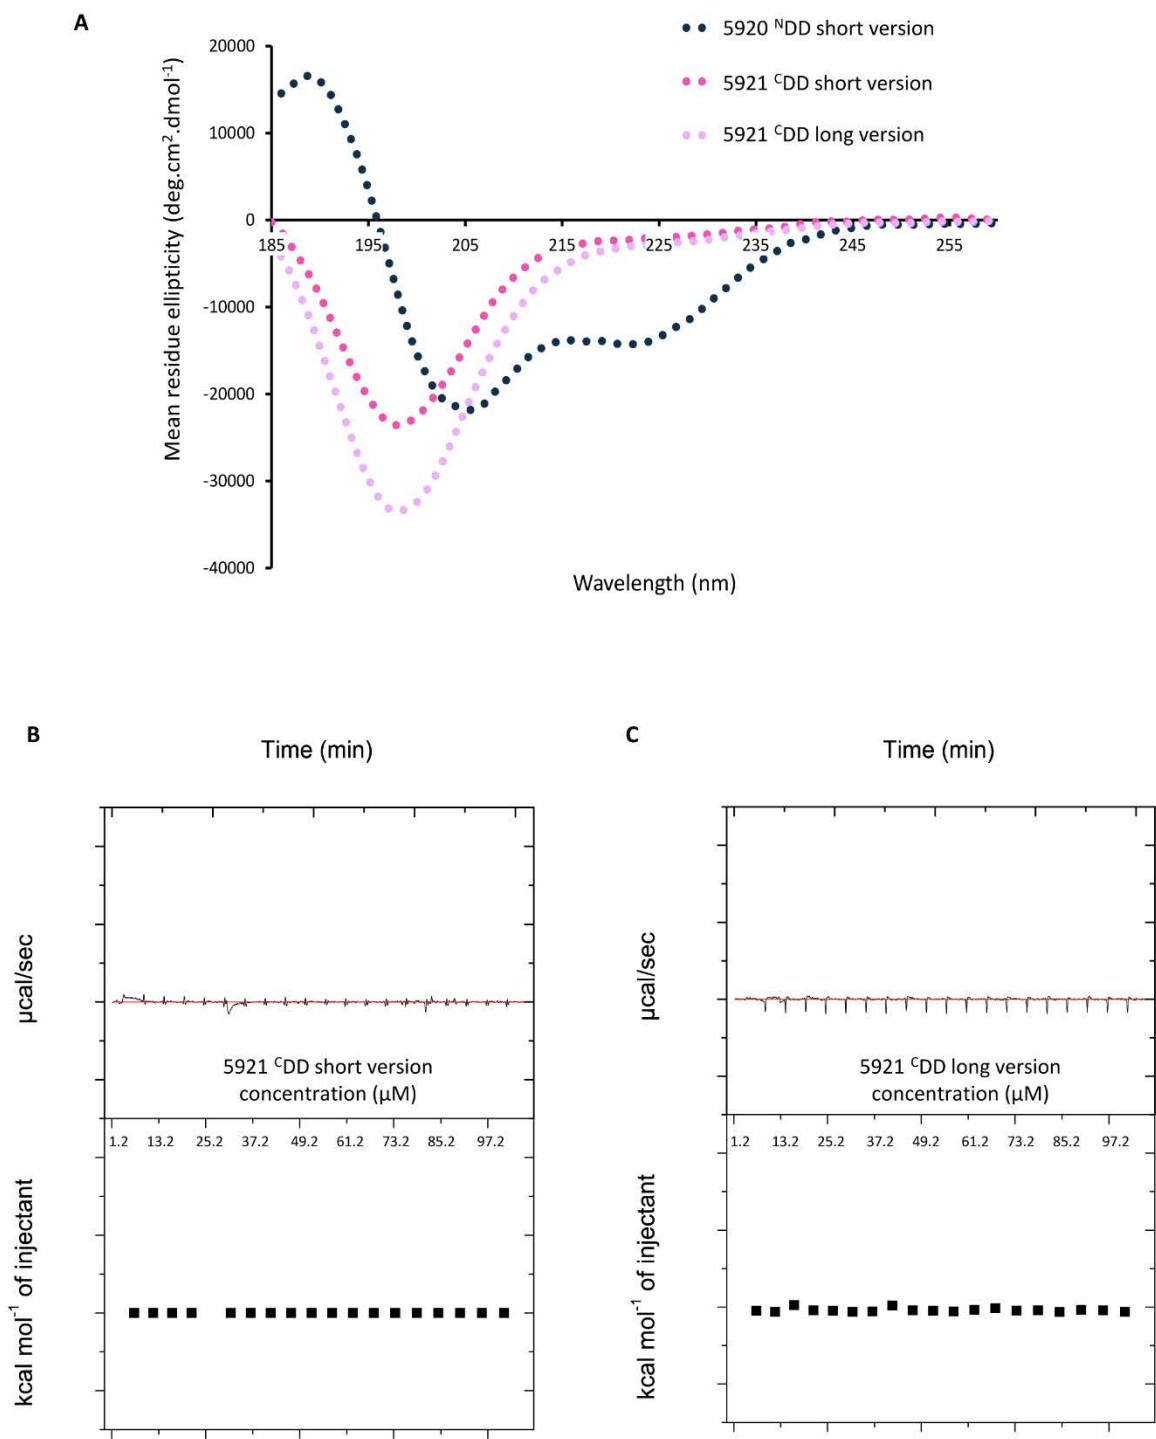 A
5920 ᴺDD short version
5921 ᶜDD short version
5921 ᶜDD long version
Mean residue ellipticity (deg.cm².dmol⁻¹)
20000
10000
0
-10000
-20000
-30000
-40000
185 195 205 215 225 235 245 255
Wavelength (nm)
B
Time (min)
µcal/sec
5921 ᶜDD short version
concentration (µM)
1.2 13.2 25.2 37.2 49.2 61.2 73.2 85.2 97.2
kcal mol⁻¹ of injectant
C
Time (min)
µcal/sec
5921 ᶜDD long version
concentration (µM)
1.2 13.2 25.2 37.2 49.2 61.2 73.2 85.2 97.2
kcal mol⁻¹ of injectant